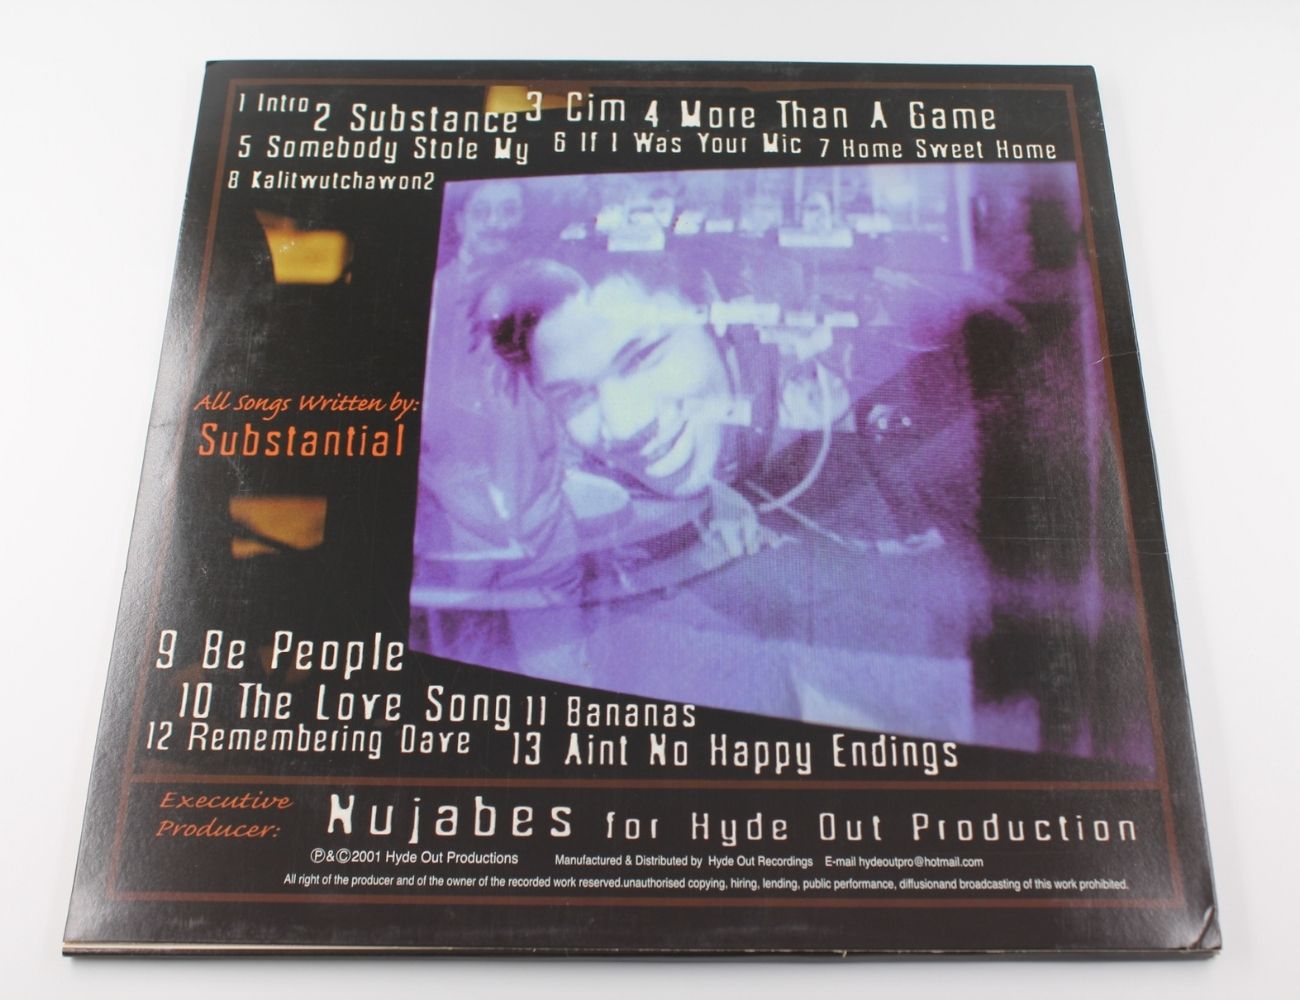 1 Intro 2 Substance 3 Cim 4 More Than A Game
5 Somebody Stole My 6 If I Was Your Mic 7 Home Sweet Home
8 Kalitwutchawon2
All Songs Written by:
Substantial
9 Be People
10 The Love Song 11 Bananas
12 Remembering Dave 13 Aint No Happy Endings
Executive
Producer:
Nujabes for Hyde Out Production
℗&©2001 Hyde Out Productions Manufactured & Distributed by Hyde Out Recordings E-mail hydeoutpro@hotmail.com
All right of the producer and of the owner of the recorded work reserved.unauthorised copying, hiring, lending, public performance, diffusionand broadcasting of this work prohibited.